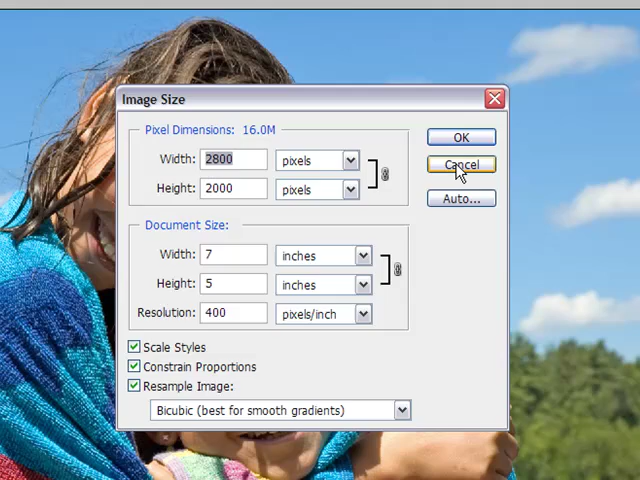 Image Size
Pixel Dimensions: 16.0M
Width: 2800 pixels
Height: 2000 pixels
OK
Cancel
Auto...
Document Size:
Width: 7 inches
Height: 5 inches
Resolution: 400 pixels/inch
Scale Styles
Constrain Proportions
Resample Image:
Bicubic (best for smooth gradients)